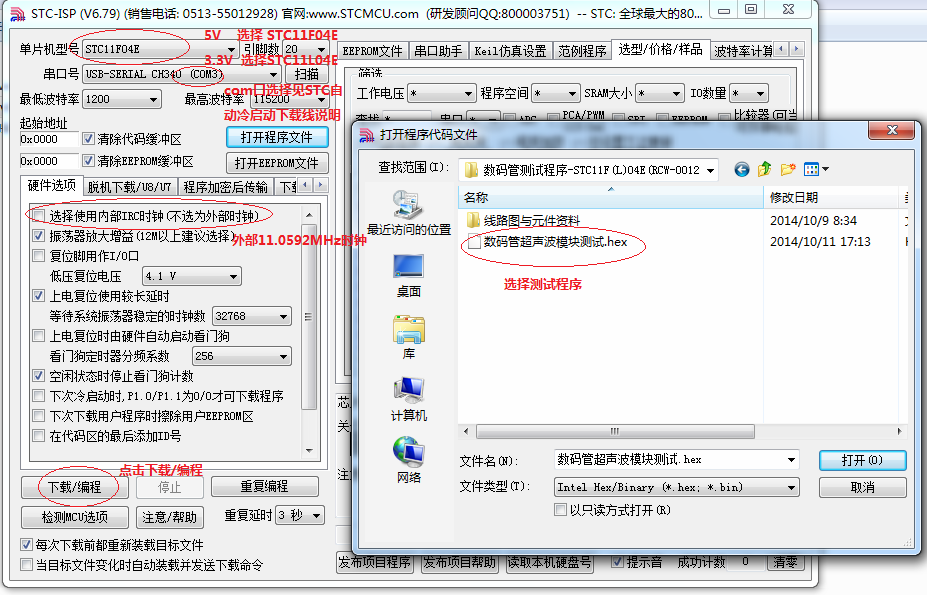 STC-ISP (V6.79) (销售电话: 0513-55012928) 官网:www.STCMCU.com (研发顾问QQ:800003751) -- STC: 全球最大的80...
5V 选择 STC11F04E
单片机型号 STC11F04E 引脚数 20
3.3V 选择STC11L04E
串口号 USB-SERIAL CH340 (COM3) 扫描
com口选择见STC自
最低波特率 1200 最高波特率 115200
动冷启动下载线说明
起始地址
0x0000 清除代码缓冲区 打开程序文件
0x0000 清除EEPROM缓冲区 打开EEPROM文件
硬件选项 脱机下载/U8/U7 程序加密后传输
选择使用内部IRC时钟(不选为外部时钟)
振荡器放大增益(12M以上建议选择)
外部11.0592MHz时钟
复位脚用作I/O口
低压复位电压 4.1 V
上电复位使用较长延时
等待系统振荡器稳定的时钟数 32768
上电复位时由硬件自动启动看门狗
看门狗定时器分频系数 256
空闲状态时停止看门狗计数
下次冷启动时,P1.0/P1.1为0/0才可下载程序
下次下载用户程序时擦除用户EEPROM区
在代码区的最后添加ID号
点击下载/编程
下载/编程 停止 重复编程
检测MCU选项 注意/帮助 重复延时 3 秒
每次下载前都重新装载目标文件
当目标文件变化时自动装载并发送下载命令
EEPROM文件 串口助手 Keil仿真设置 范例程序 选型/价格/样品 波特率计算
筛选
工作电压 * 程序空间 * SRAM大小 * IO数量 *
打开程序代码文件
查找范围(I): 数码管测试程序-STC11F(L)04E(RCW-0012
名称 修改日期
线路图与元件资料 2014/10/9 8:34
数码管超声波模块测试.hex 2014/10/11 17:13
选择测试程序
最近访问的位置
桌面
库
计算机
网络
文件名(N): 数码管超声波模块测试.hex 打开(O)
文件类型(T): Intel Hex/Binary (*.hex; *.bin) 取消
以只读方式打开(R)
发布项目程序 发布项目帮助 读取本机硬盘号 提示音 成功计数 0 清零